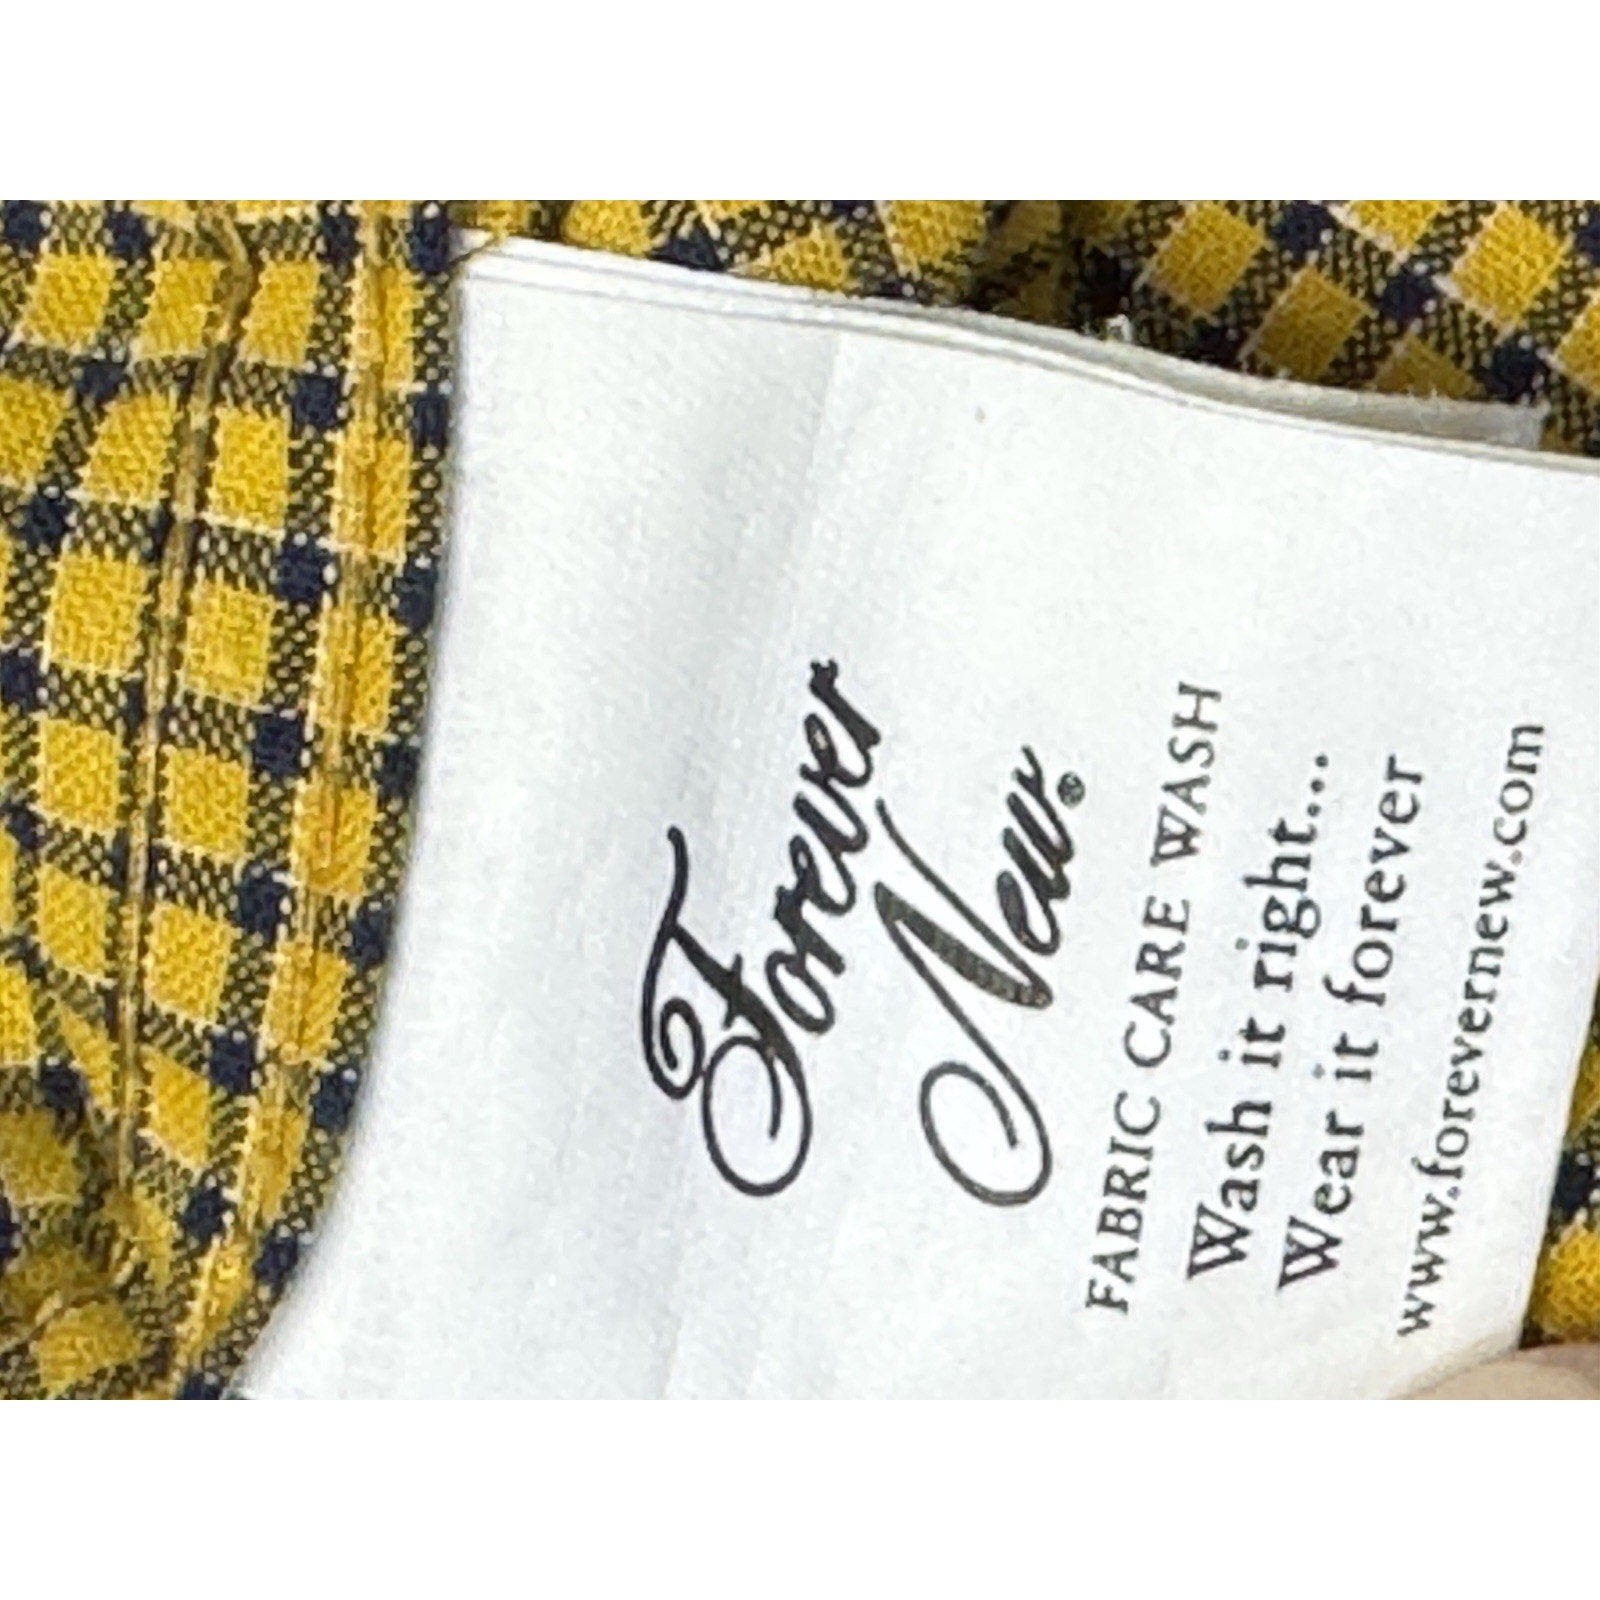 Forever
New®
FABRIC CARE WASH
Wash it right...
Wear it forever
www.forevernew.com